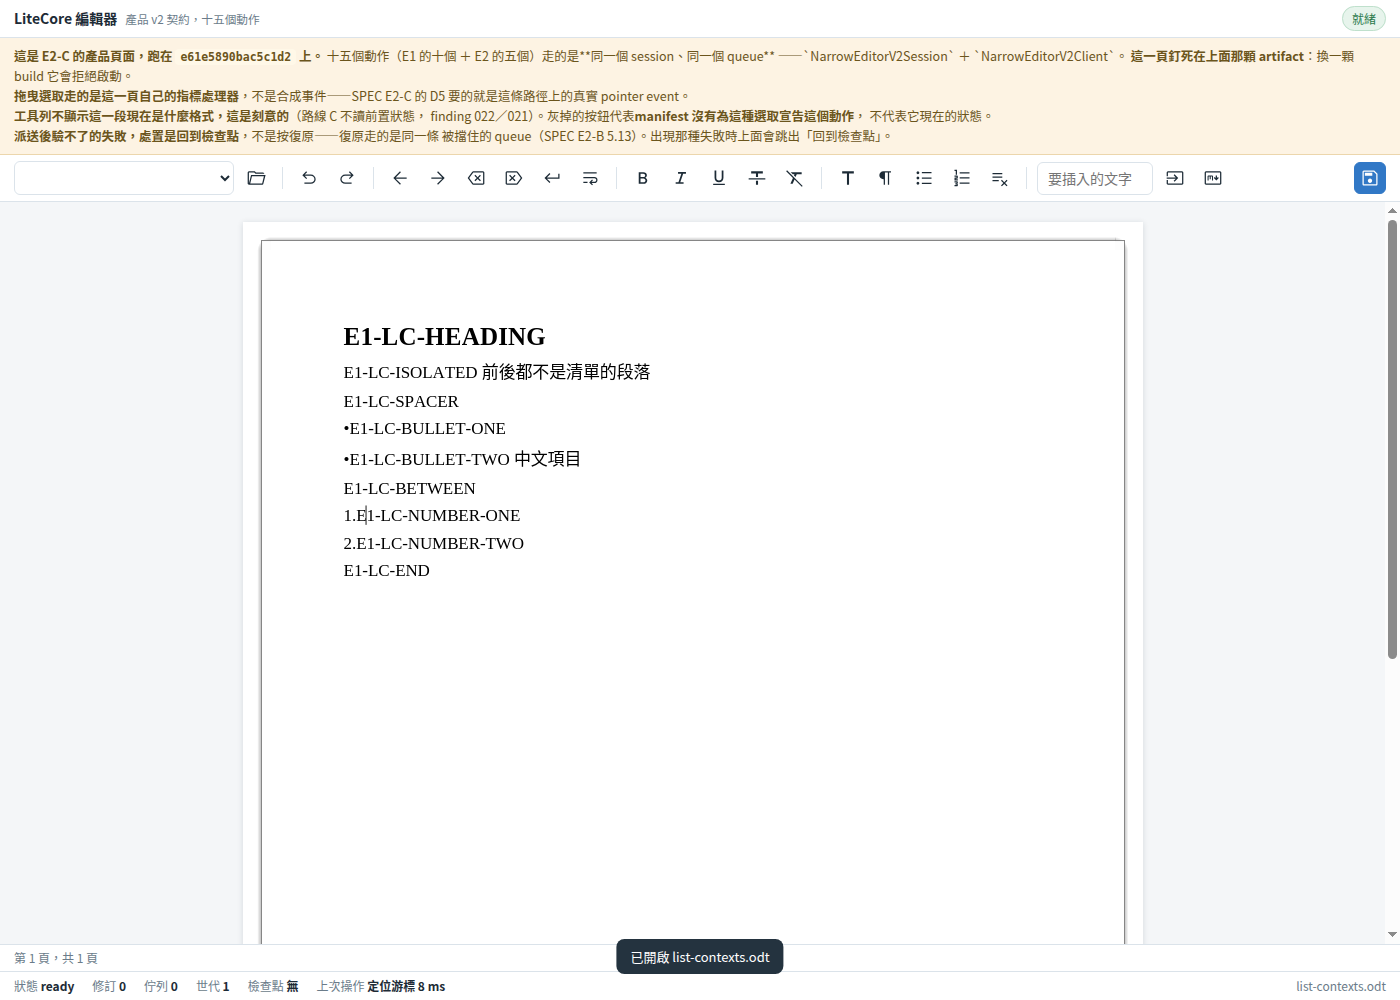 LiteCore 編輯器 產品 v2 契約，十五個動作 就緒
這是 E2-C 的產品頁面，跑在 e61e5890bac5c1d2 上。十五個動作（E1 的十個 ＋ E2 的五個）走的是**同一個 session、同一個 queue** ——`NarrowEditorV2Session` ＋ `NarrowEditorV2Client`。這一頁釘死在上面那顆 artifact：換一顆
build 它會拒絕啟動。
拖曳選取走的是這一頁自己的指標處理器，不是合成事件——SPEC E2-C 的 D5 要的就是這條路徑上的真實 pointer event。
工具列不顯示這一段現在是什麼格式，這是刻意的（路線 C 不讀前置狀態， finding 022／021）。灰掉的按鈕代表manifest 沒有為這種選取宣告這個動作， 不代表它現在的狀態。
派送後驗不了的失敗，處置是回到檢查點，不是按復原——復原走的是同一條 被擋住的 queue（SPEC E2-B 5.13）。出現那種失敗時上面會跳出「回到檢查點」。
要插入的文字
E1-LC-HEADING
E1-LC-ISOLATED 前後都不是清單的段落
E1-LC-SPACER
•E1-LC-BULLET-ONE
•E1-LC-BULLET-TWO 中文項目
E1-LC-BETWEEN
1.E1-LC-NUMBER-ONE
2.E1-LC-NUMBER-TWO
E1-LC-END
第 1 頁，共 1 頁
已開啟 list-contexts.odt
狀態 ready 修訂 0 佇列 0 世代 1 檢查點 無 上次操作 定位游標 8 ms list-contexts.odt